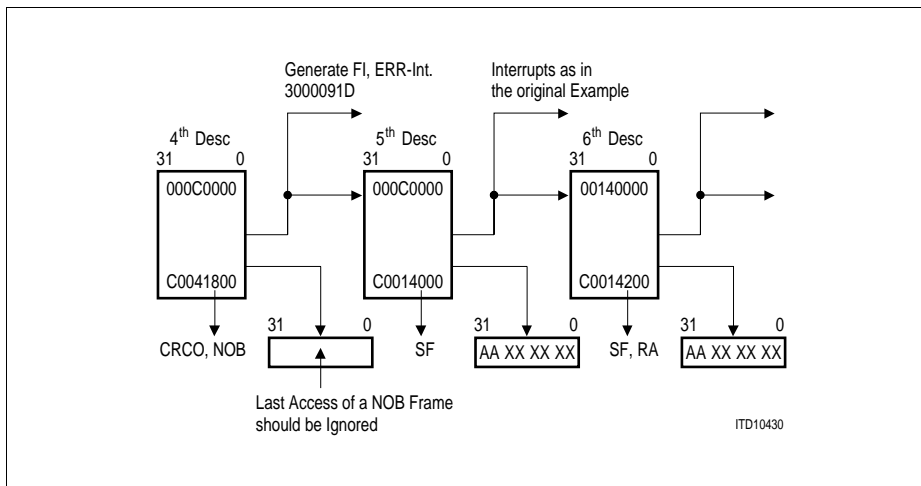 Generate FI, ERR-Int.
3000091D
Interrupts as in
the original Example
4th Desc
31 0
5th Desc
31 0
6th Desc
31 0
000C0000
000C0000
00140000
C0041800
C0014000
C0014200
CRCO, NOB
31 0
SF
31 0
AA XX XX XX
SF, RA
31 0
AA XX XX XX
Last Access of a NOB Frame
should be Ignored
ITD10430